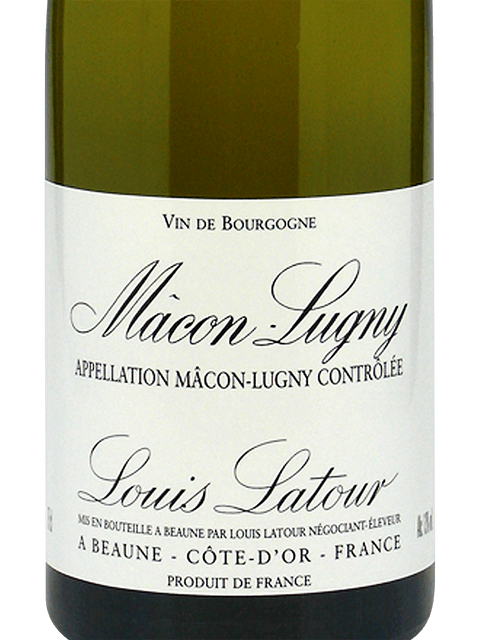 VIN DE BOURGOGNE
Mâcon-Lugny
APPELLATION MÂCON-LUGNY CONTRÔLÉE
Louis Latour
MIS EN BOUTEILLE A BEAUNE PAR LOUIS LATOUR NÉGOCIANT-ÉLEVEUR
A BEAUNE - CÔTE-D'OR - FRANCE
PRODUIT DE FRANCE